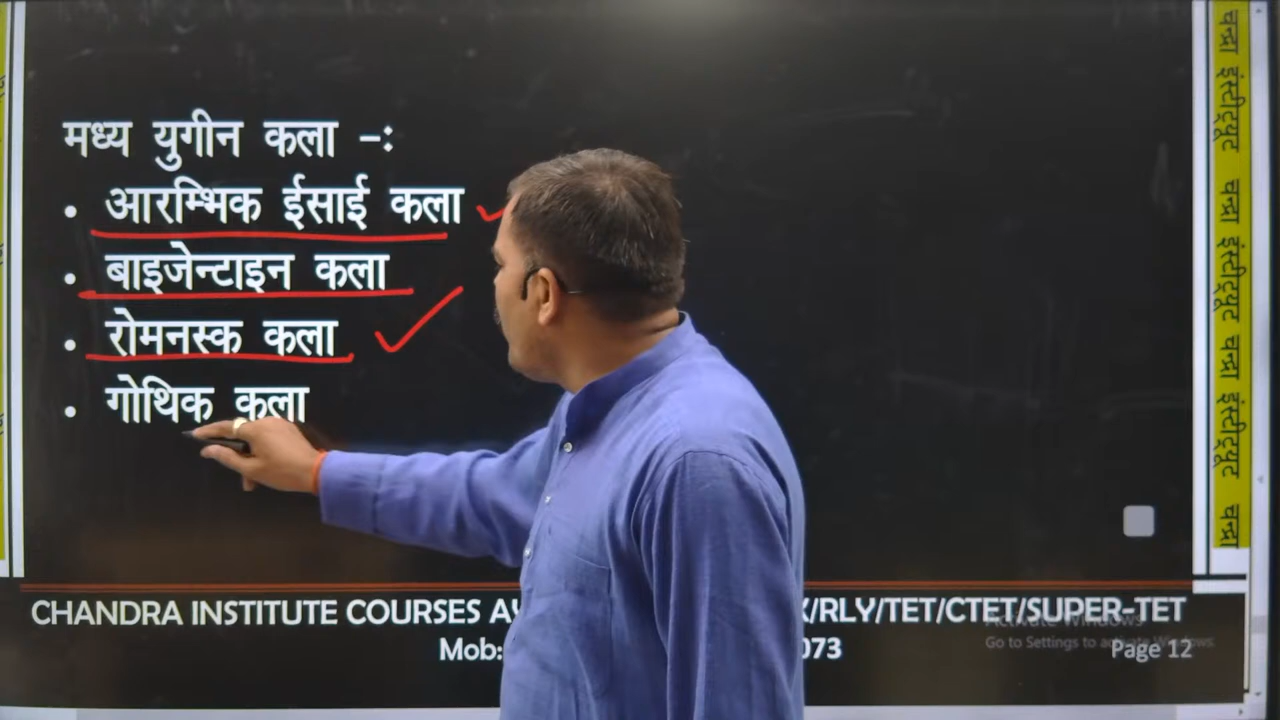 मध्य युगीन कला -:
• आरम्भिक ईसाई कला
• बाइजेन्टाइन कला
• रोमनस्क कला
• गोथिक कला
CHANDRA INSTITUTE COURSES X/RLY/TET/CTET/SUPER-TET
Mob: 073
Activate Windows
Go to Settings to activate Windows.
Page 12
चन्द्रा इंस्टीट्यूट चन्द्रा इंस्टीट्यूट चन्द्रा इंस्टीट्यूट चन्द्रा